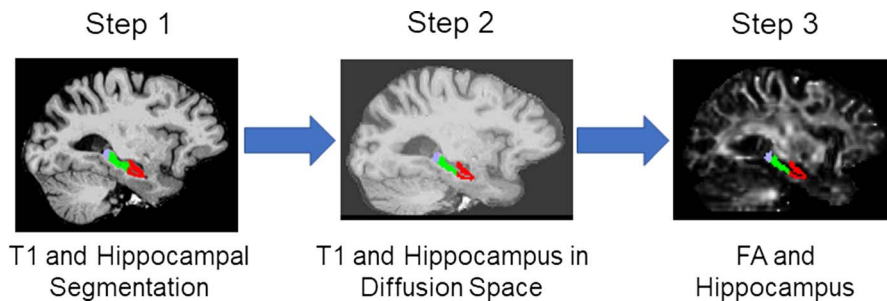 Step 1
Step 2
Step 3
T1 and Hippocampal
Segmentation
T1 and Hippocampus in
Diffusion Space
FA and
Hippocampus